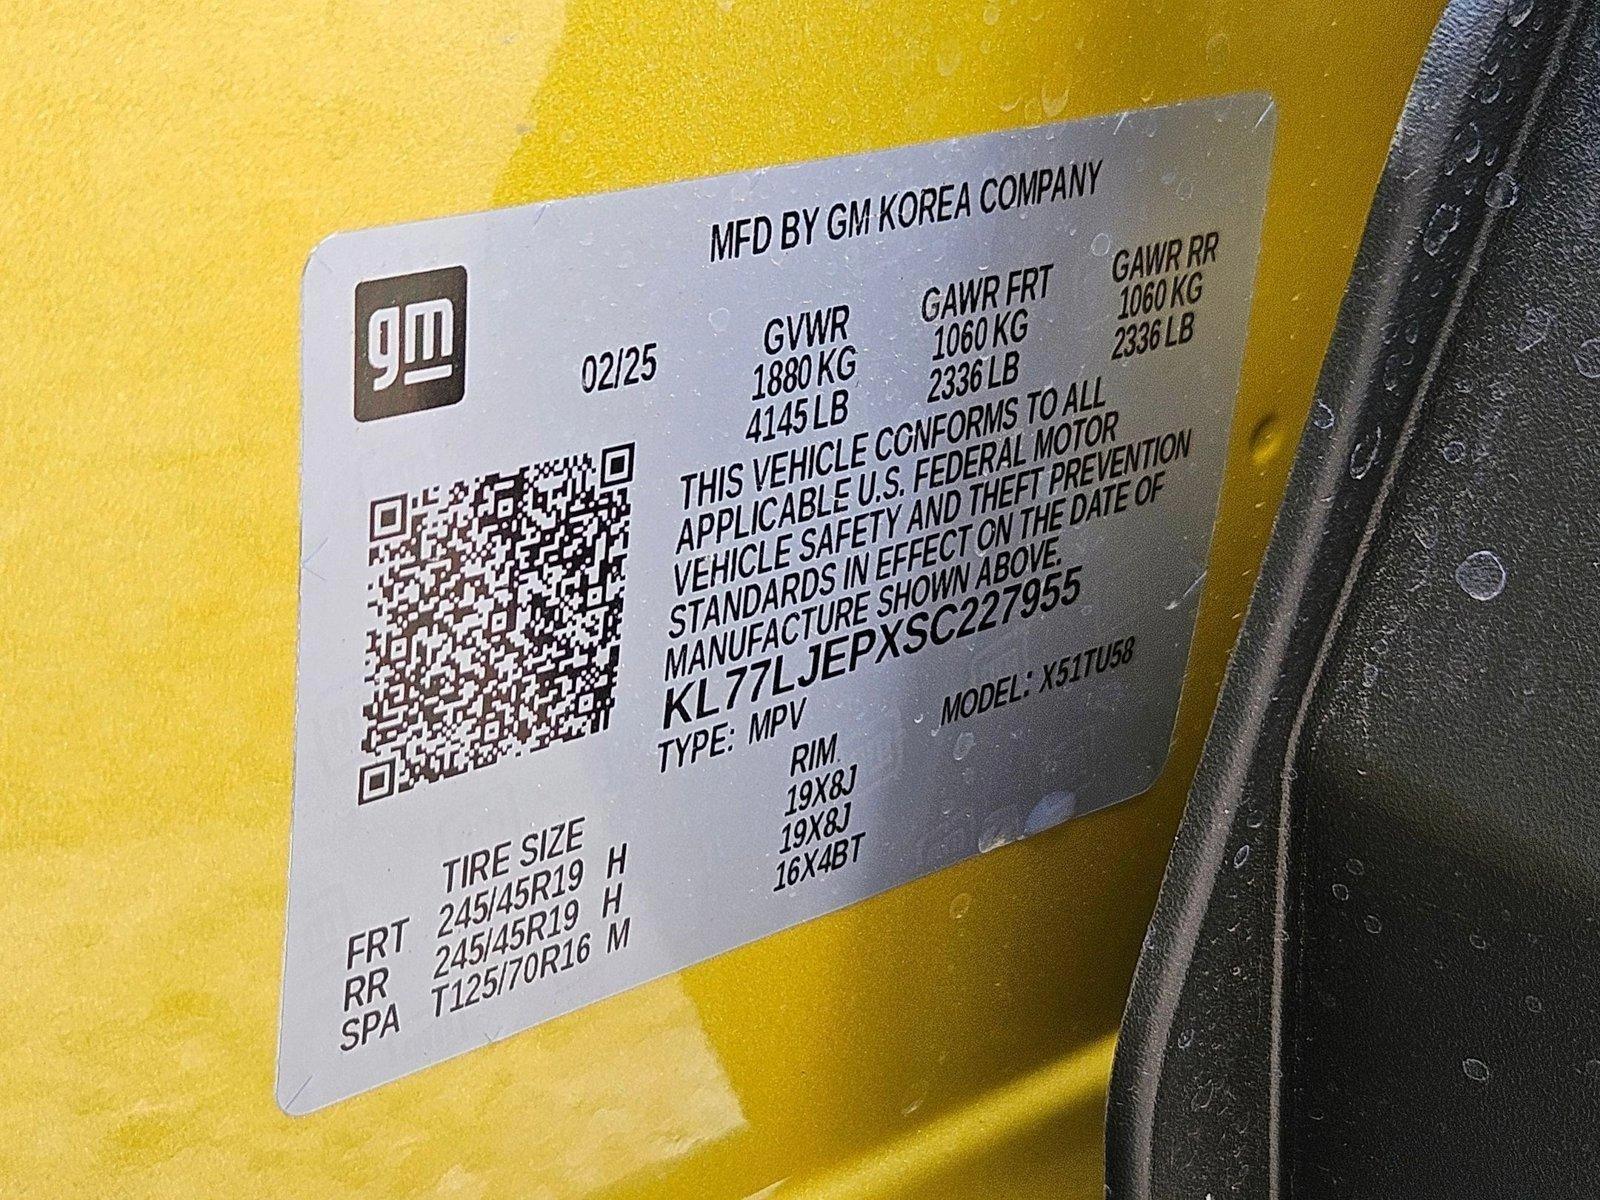 gm
MFD BY GM KOREA COMPANY
02/25
GVWR
1880 KG
4145 LB
GAWR FRT
1060 KG
2336 LB
GAWR RR
1060 KG
2336 LB
THIS VEHICLE CONFORMS TO ALL
APPLICABLE U.S. FEDERAL MOTOR
VEHICLE SAFETY AND THEFT PREVENTION
STANDARDS IN EFFECT ON THE DATE OF
MANUFACTURE SHOWN ABOVE.
KL77LJEPXSC227955
TYPE: MPV MODEL: X51TU58
TIRE SIZE RIM
FRT 245/45R19 H 19X8J
RR 245/45R19 H 19X8J
SPA T125/70R16 M 16X4BT